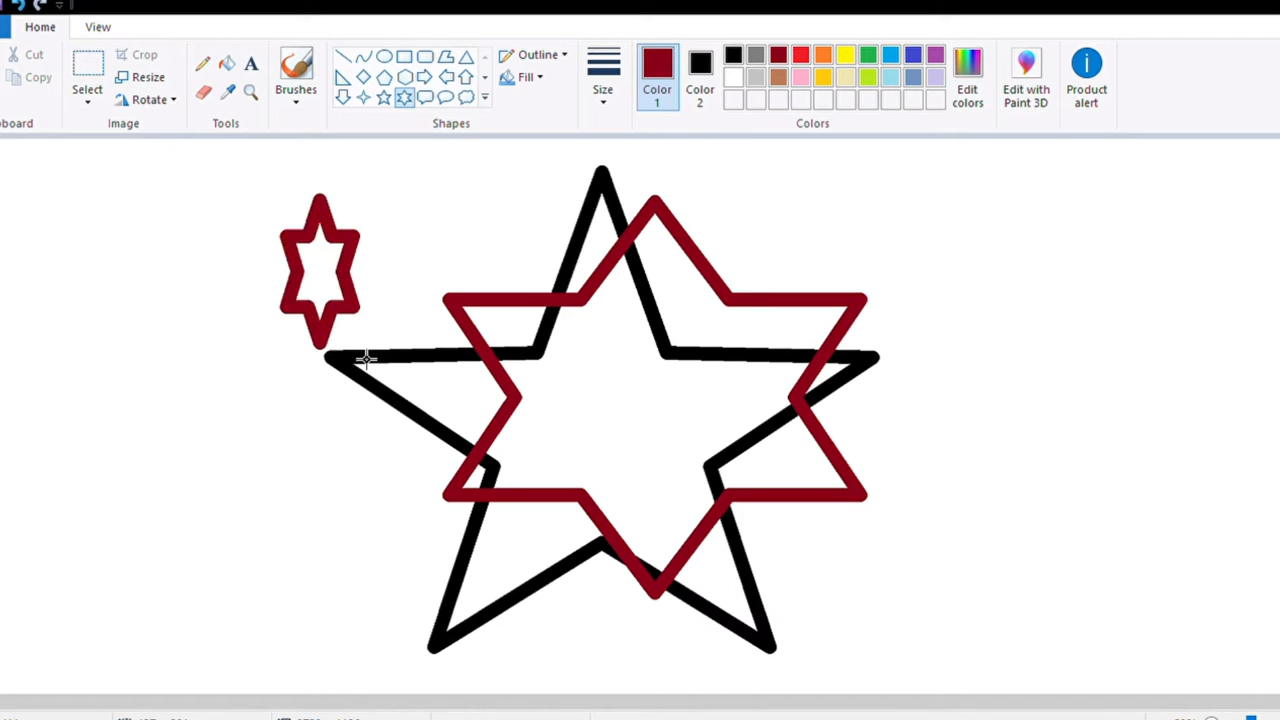 Home View
Cut
Copy
board
Select
Crop
Resize
Rotate
Image
A
Tools
Brushes
Outline
Fill
Shapes
Size
Color 1
Color 2
Colors
Edit colors
Edit with Paint 3D
Product alert